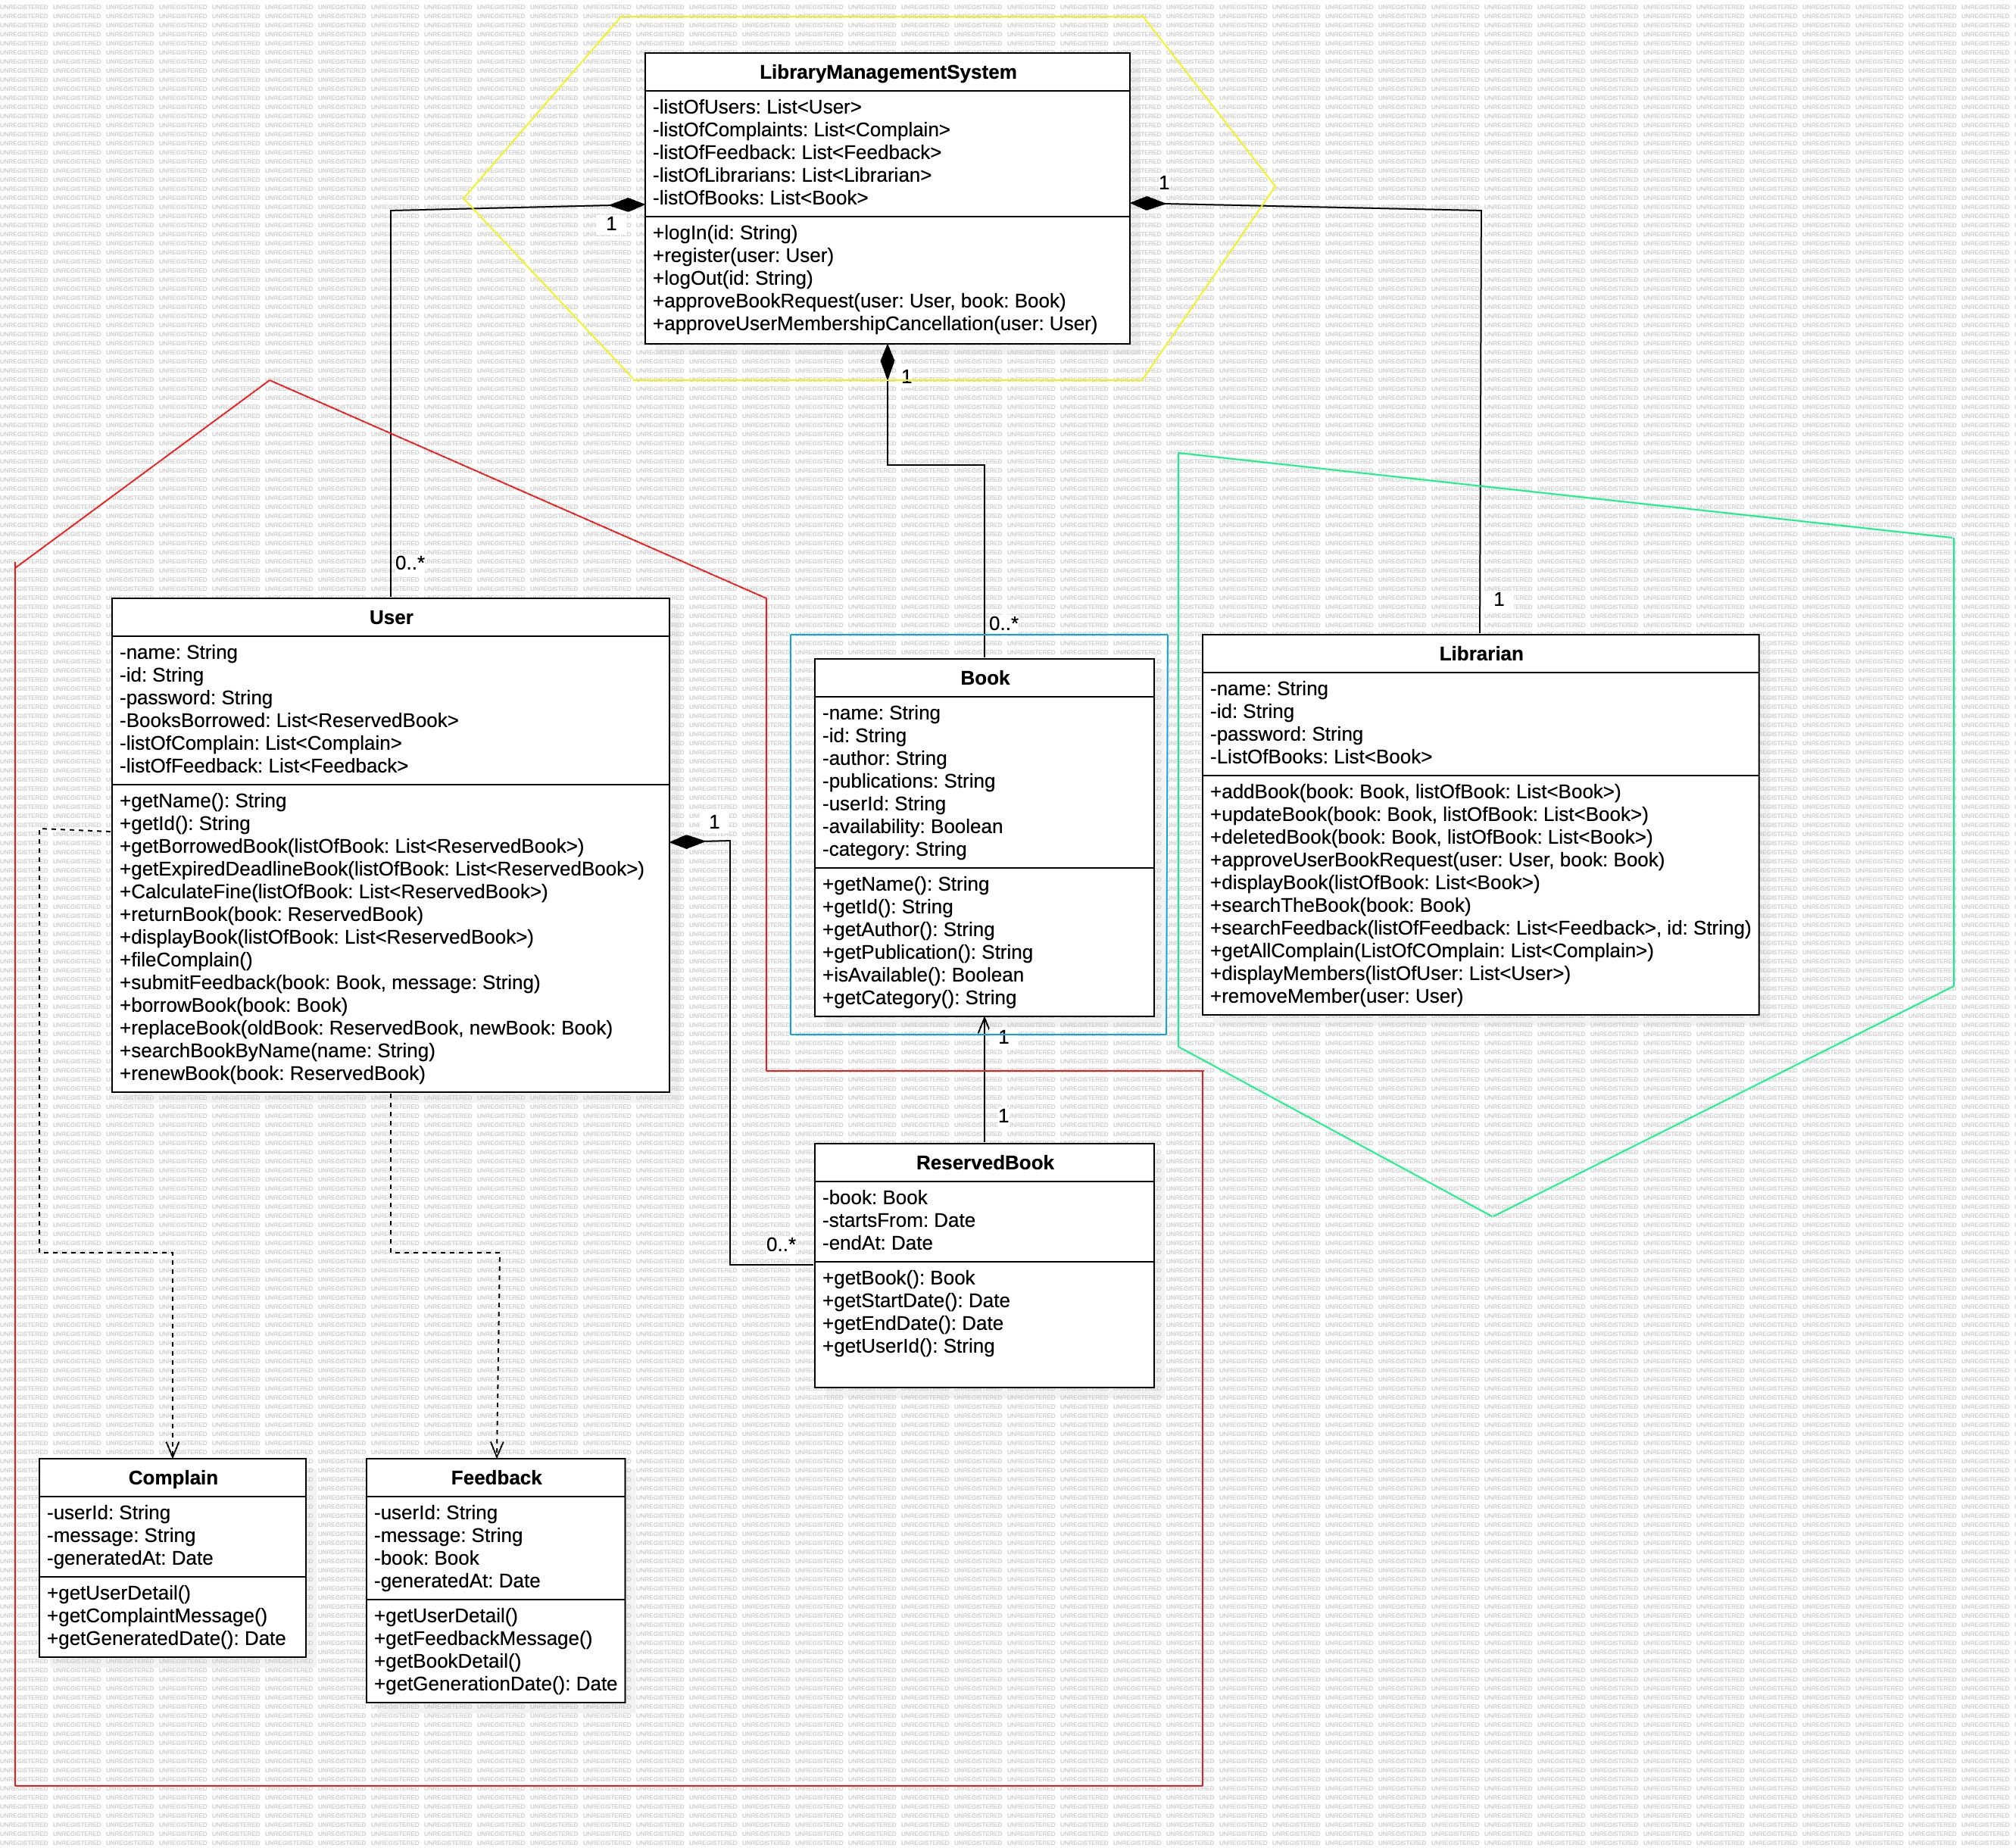 LibraryManagementSystem
-listOfUsers: List<User>
-listOfComplaints: List<Complain>
-listOfFeedback: List<Feedback>
-listOfLibrarians: List<Librarian>
-listOfBooks: List<Book>
+logIn(id: String)
+register(user: User)
+logOut(id: String)
+approveBookRequest(user: User, book: Book)
+approveUserMembershipCancellation(user: User)
1
1
1
0..*
0..*
1
User
-name: String
-id: String
-password: String
-BooksBorrowed: List<ReservedBook>
-listOfComplain: List<Complain>
-listOfFeedback: List<Feedback>
+getName(): String
+getId(): String
+getBorrowedBook(listOfBook: List<ReservedBook>)
+getExpiredDeadlineBook(listOfBook: List<ReservedBook>)
+CalculateFine(listOfBook: List<ReservedBook>)
+returnBook(book: ReservedBook)
+displayBook(listOfBook: List<ReservedBook>)
+fileComplain()
+submitFeedback(book: Book, message: String)
+borrowBook(book: Book)
+replaceBook(oldBook: ReservedBook, newBook: Book)
+searchBookByName(name: String)
+renewBook(book: ReservedBook)
1
Book
-name: String
-id: String
-author: String
-publications: String
-userId: String
-availability: Boolean
-category: String
+getName(): String
+getId(): String
+getAuthor(): String
+getPublication(): String
+isAvailable(): Boolean
+getCategory(): String
Librarian
-name: String
-id: String
-password: String
-ListOfBooks: List<Book>
+addBook(book: Book, listOfBook: List<Book>)
+updateBook(book: Book, listOfBook: List<Book>)
+deletedBook(book: Book, listOfBook: List<Book>)
+approveUserBookRequest(user: User, book: Book)
+displayBook(listOfBook: List<Book>)
+searchTheBook(book: Book)
+searchFeedback(listOfFeedback: List<Feedback>, id: String)
+getAllComplain(ListOfCOmplain: List<Complain>)
+displayMembers(listOfUser: List<User>)
+removeMember(user: User)
1
1
0..*
ReservedBook
-book: Book
-startsFrom: Date
-endAt: Date
+getBook(): Book
+getStartDate(): Date
+getEndDate(): Date
+getUserId(): String
Complain
-userId: String
-message: String
-generatedAt: Date
+getUserDetail()
+getComplaintMessage()
+getGeneratedDate(): Date
Feedback
-userId: String
-message: String
-book: Book
-generatedAt: Date
+getUserDetail()
+getFeedbackMessage()
+getBookDetail()
+getGenerationDate(): Date
UNREGISTERED